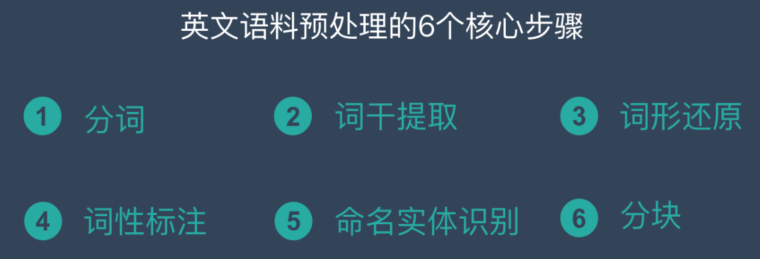 英文语料预处理的6个核心步骤
1 分词
2 词干提取
3 词形还原
4 词性标注
5 命名实体识别
6 分块